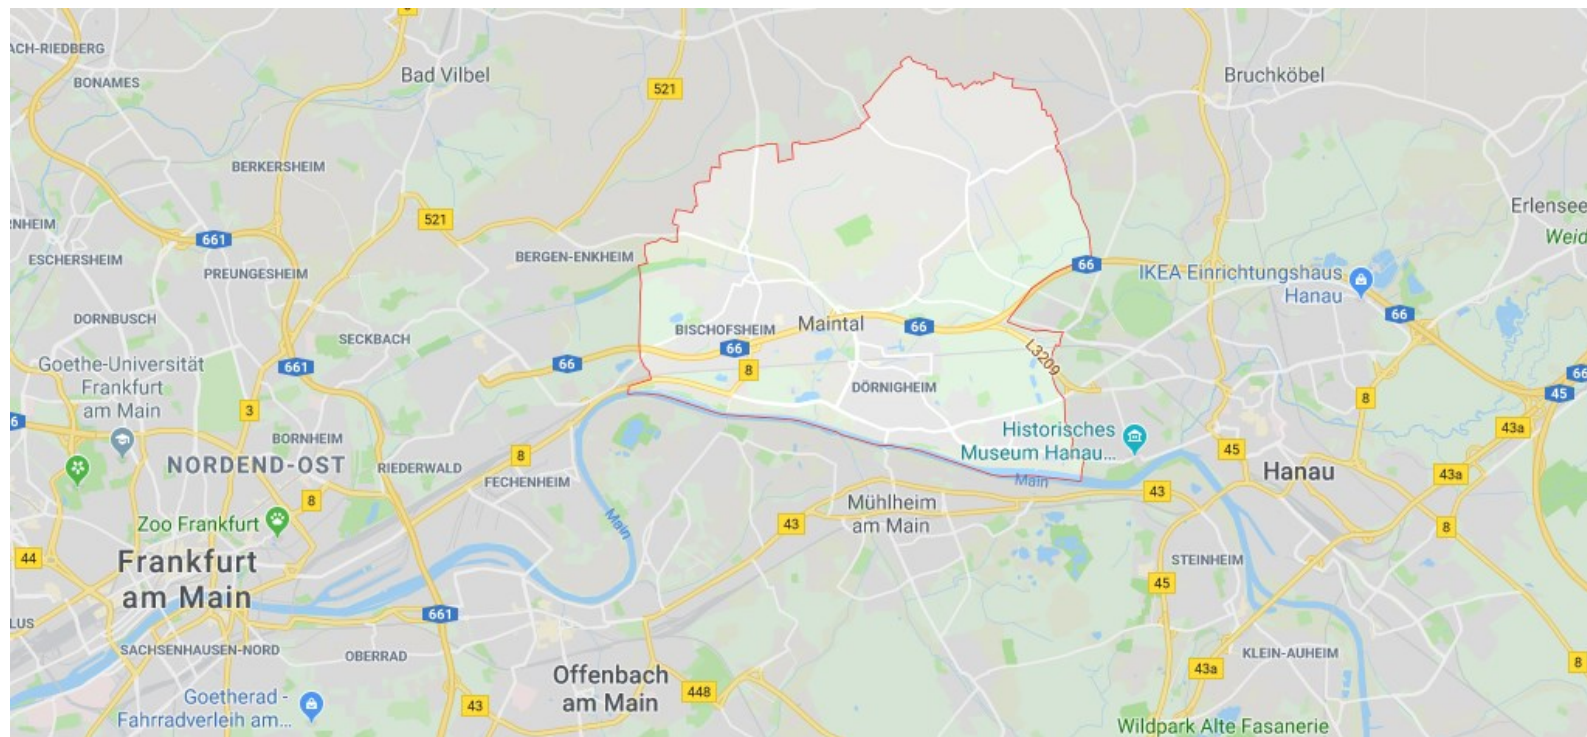 ACH-RIEDBERG
BONAMES
Bad Vilbel
521
Bruchköbel
BERKERSHEIM
521
661
RNHEIM
ESCHERSHEIM
PREUNGESHEIM
BERGEN-ENKHEIM
66
Erlensee
Weid
IKEA Einrichtungshaus
Hanau
66
DORNBUSCH
SECKBACH
BISCHOFSHEIM
Maintal
66
66
66
661
8
L3209
DÖRNIGHEIM
66
45
8
Goethe-Universität
Frankfurt
am Main
3
6
BORNHEIM
NORDEND-OST
RIEDERWALD
8
FECHENHEIM
Historisches
Museum Hanau...
45
Hanau
43a
43a
Main
43
Mühlheim
am Main
43
8
8
Zoo Frankfurt
Main
44
Frankfurt
am Main
STEINHEIM
45
661
LUS
SACHSENHAUSEN-NORD
OBERRAD
Offenbach
am Main
448
43
43a
KLEIN-AUHEIM
8
Goetherad -
Fahrradverleih am...
Wildpark Alte Fasanerie